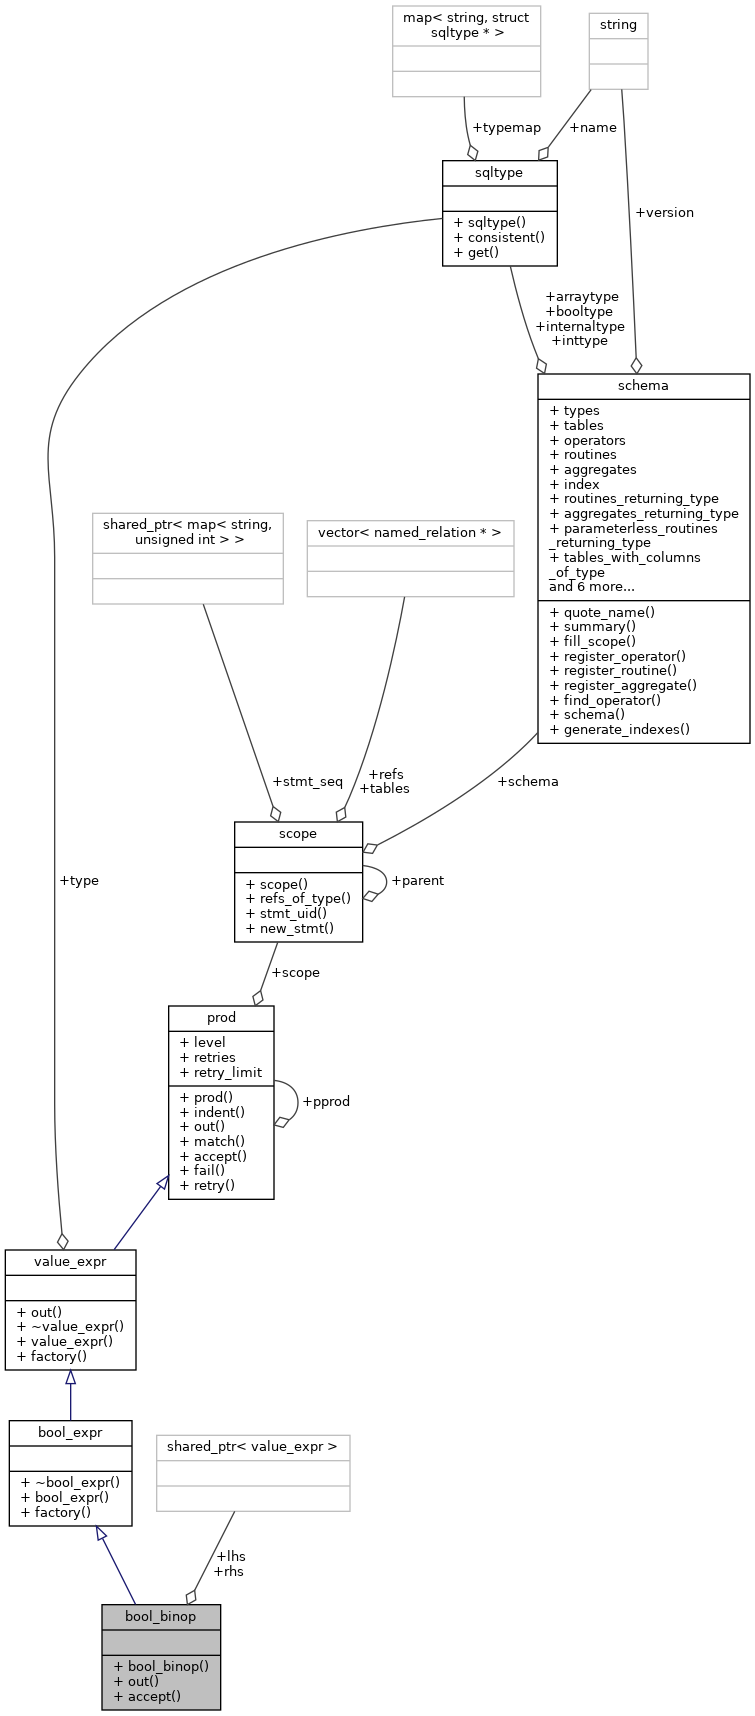 map< string, struct
sqltype * >
string
+typemap
+name
sqltype
+ sqltype()
+ consistent()
+ get()
+version
+arraytype
+booltype
+internaltype
+inttype
schema
+ types
+ tables
+ operators
+ routines
+ aggregates
+ index
+ routines_returning_type
+ aggregates_returning_type
+ parameterless_routines
_returning_type
+ tables_with_columns
_of_type
and 6 more...
+ quote_name()
+ summary()
+ fill_scope()
+ register_operator()
+ register_routine()
+ register_aggregate()
+ find_operator()
+ schema()
+ generate_indexes()
shared_ptr< map< string,
unsigned int > >
vector< named_relation * >
+stmt_seq
+refs
+tables
+schema
scope
+ scope()
+ refs_of_type()
+ stmt_uid()
+ new_stmt()
+parent
+type
+scope
prod
+ level
+ retries
+ retry_limit
+ prod()
+ indent()
+ out()
+ match()
+ accept()
+ fail()
+ retry()
+pprod
value_expr
+ out()
+ ~value_expr()
+ value_expr()
+ factory()
bool_expr
+ ~bool_expr()
+ bool_expr()
+ factory()
shared_ptr< value_expr >
+lhs
+rhs
bool_binop
+ bool_binop()
+ out()
+ accept()